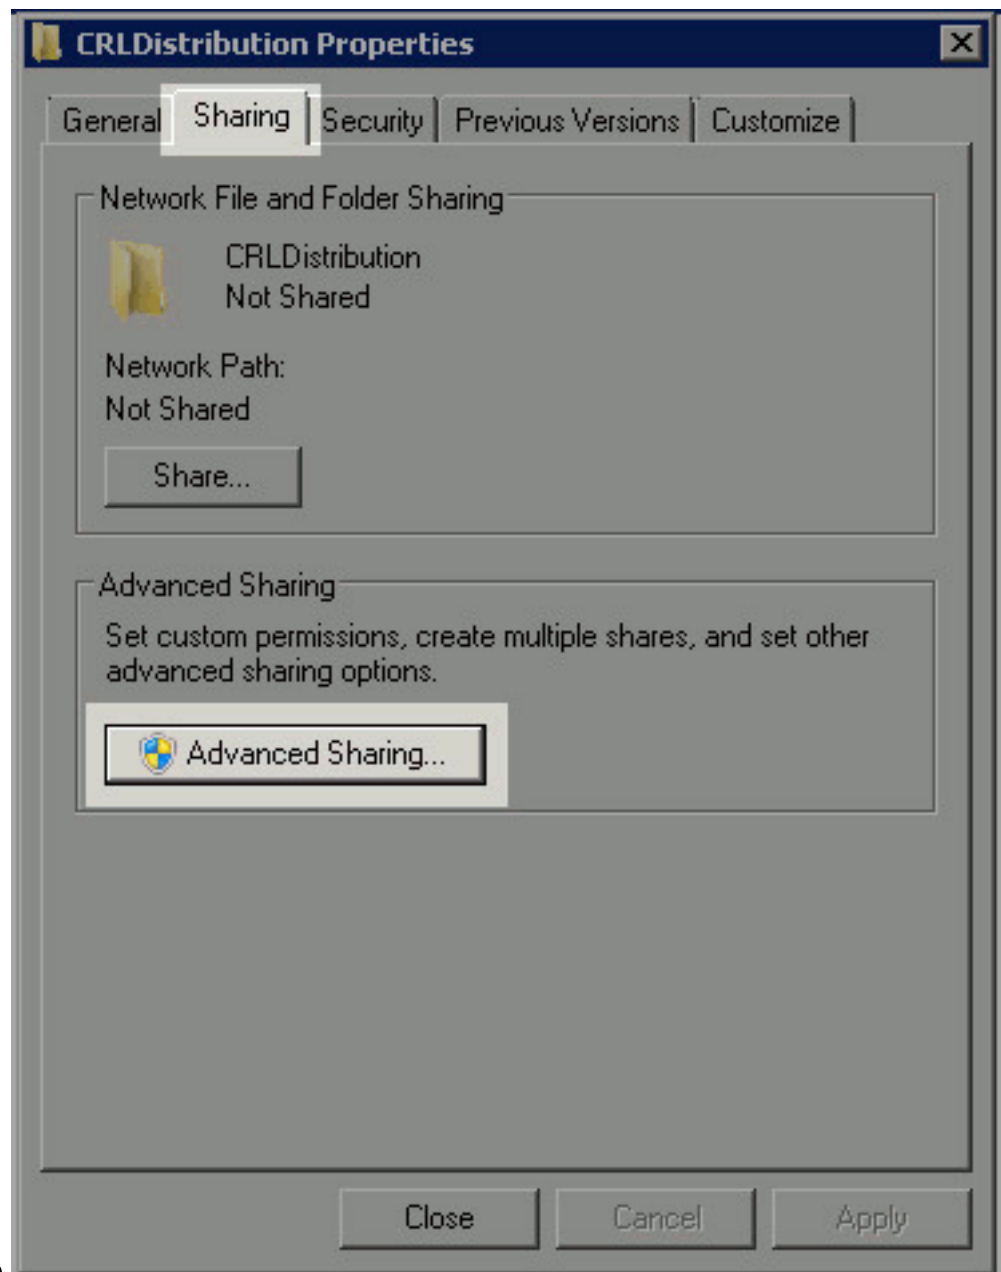 CRLDistribution Properties
General Sharing Security Previous Versions Customize
Network File and Folder Sharing
CRLDistribution
Not Shared
Network Path:
Not Shared
Share...
Advanced Sharing
Set custom permissions, create multiple shares, and set other
advanced sharing options.
Advanced Sharing...
Close Cancel Apply